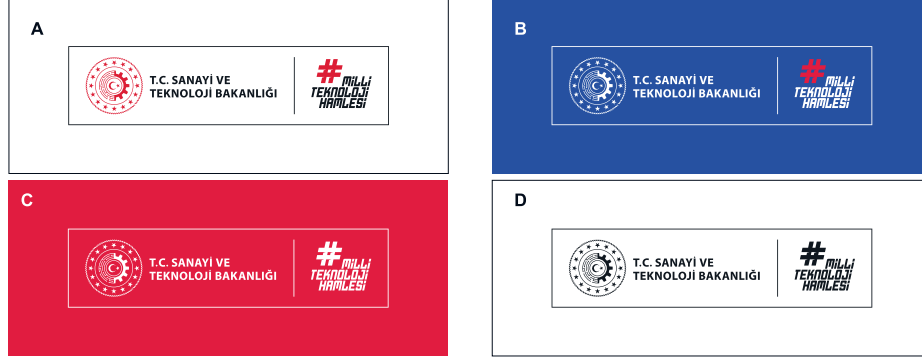 A
T.C. SANAYİ VE
TEKNOLOJİ BAKANLIĞI
#MİLLİ
TEKNOLOJİ
HAMLESİ
B
T.C. SANAYİ VE
TEKNOLOJİ BAKANLIĞI
#MİLLİ
TEKNOLOJİ
HAMLESİ
C
T.C. SANAYİ VE
TEKNOLOJİ BAKANLIĞI
#MİLLİ
TEKNOLOJİ
HAMLESİ
D
T.C. SANAYİ VE
TEKNOLOJİ BAKANLIĞI
#MİLLİ
TEKNOLOJİ
HAMLESİ